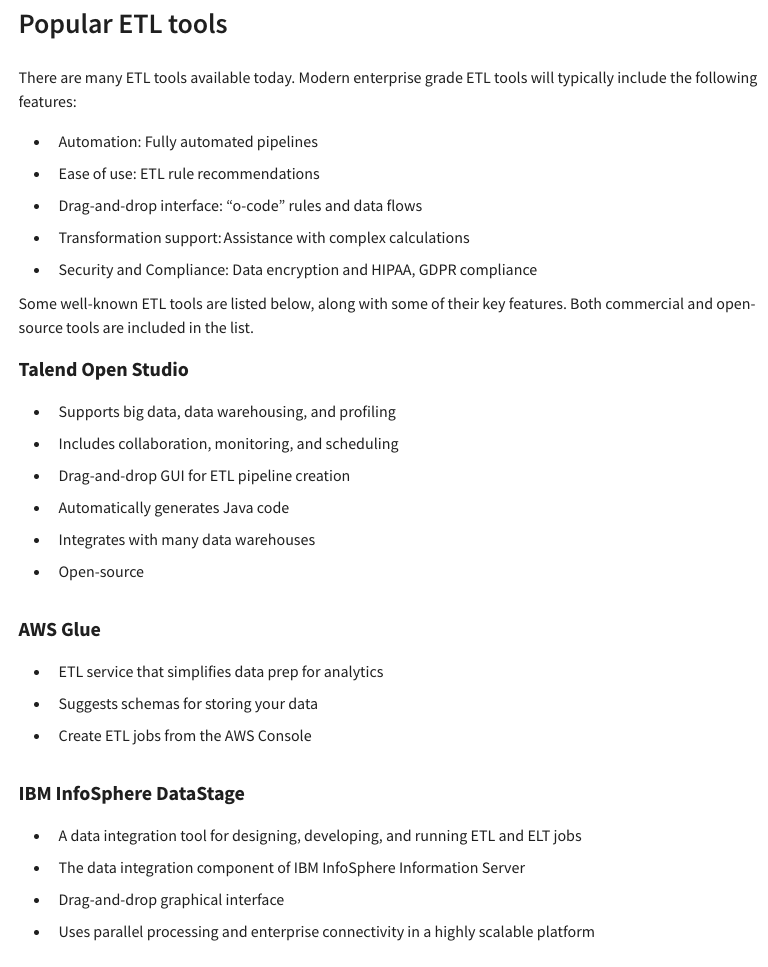 Popular ETL tools
There are many ETL tools available today. Modern enterprise grade ETL tools will typically include the following
features:
• Automation: Fully automated pipelines
• Ease of use: ETL rule recommendations
• Drag-and-drop interface: “o-code” rules and data flows
• Transformation support: Assistance with complex calculations
• Security and Compliance: Data encryption and HIPAA, GDPR compliance
Some well-known ETL tools are listed below, along with some of their key features. Both commercial and open-
source tools are included in the list.
Talend Open Studio
• Supports big data, data warehousing, and profiling
• Includes collaboration, monitoring, and scheduling
• Drag-and-drop GUI for ETL pipeline creation
• Automatically generates Java code
• Integrates with many data warehouses
• Open-source
AWS Glue
• ETL service that simplifies data prep for analytics
• Suggests schemas for storing your data
• Create ETL jobs from the AWS Console
IBM InfoSphere DataStage
• A data integration tool for designing, developing, and running ETL and ELT jobs
• The data integration component of IBM InfoSphere Information Server
• Drag-and-drop graphical interface
• Uses parallel processing and enterprise connectivity in a highly scalable platform